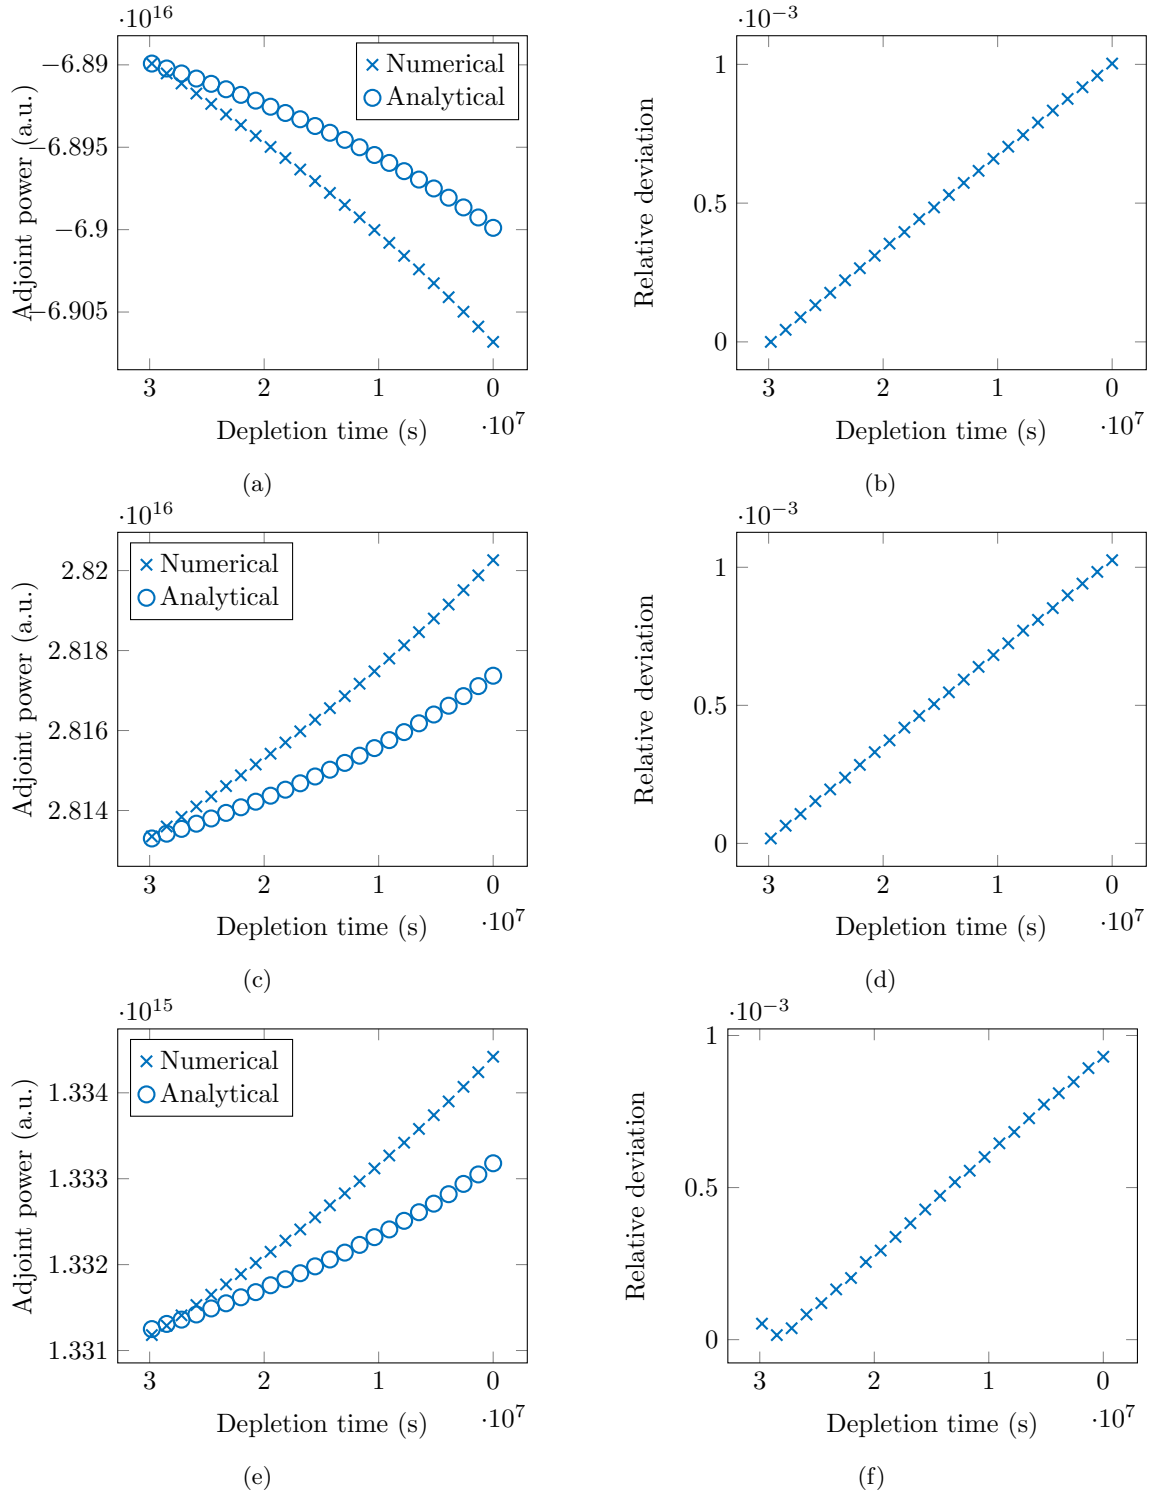 ·10^16
−6.89
−6.895
−6.9
−6.905
Adjoint power (a.u.)
Numerical
Analytical
3 2 1 0
·10^7
Depletion time (s)
(a)
·10^−3
1
0.5
0
Relative deviation
3 2 1 0
·10^7
Depletion time (s)
(b)
·10^16
2.82
2.818
2.816
2.814
Adjoint power (a.u.)
Numerical
Analytical
3 2 1 0
·10^7
Depletion time (s)
(c)
·10^−3
1
0.5
0
Relative deviation
3 2 1 0
·10^7
Depletion time (s)
(d)
·10^15
1.334
1.333
1.332
1.331
Adjoint power (a.u.)
Numerical
Analytical
3 2 1 0
·10^7
Depletion time (s)
(e)
·10^−3
1
0.5
0
Relative deviation
3 2 1 0
·10^7
Depletion time (s)
(f)